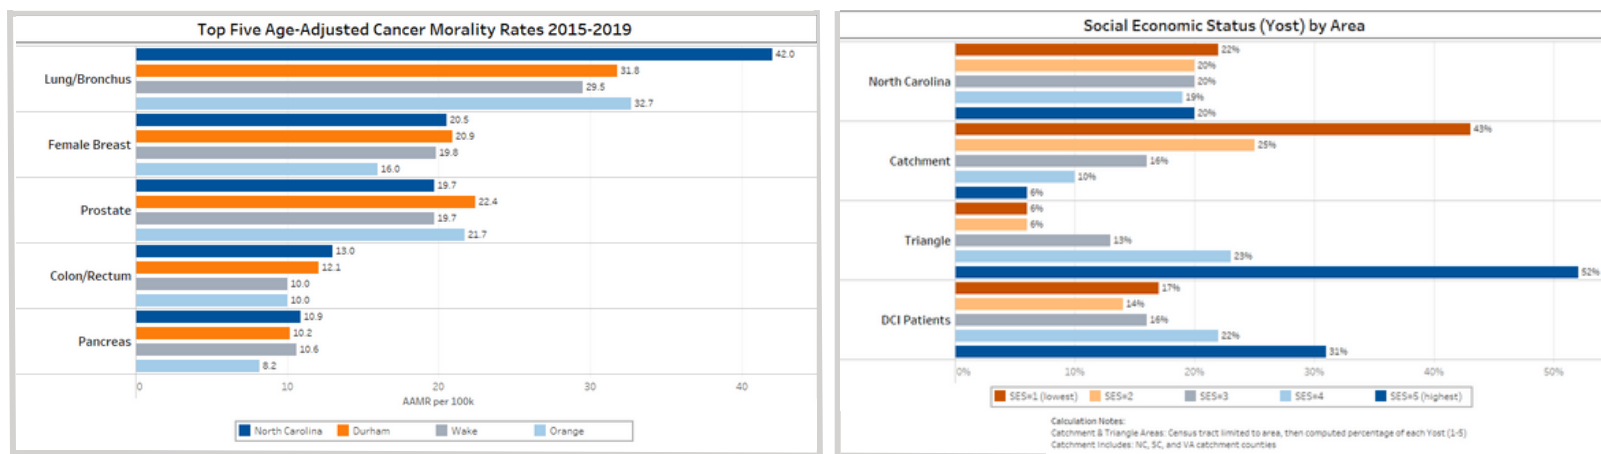 Top Five Age-Adjusted Cancer Morality Rates 2015-2019
Lung/Bronchus
42.0
31.8
29.5
32.7
Female Breast
20.5
20.9
19.8
16.0
Prostate
19.7
22.4
19.7
21.7
Colon/Rectum
13.0
12.1
10.0
10.0
Pancreas
10.9
10.2
10.6
8.2
0 10 20 30 40
AAMR per 100k
North Carolina Durham Wake Orange
Social Economic Status (Yost) by Area
North Carolina
22%
20%
20%
19%
20%
Catchment
43%
25%
16%
10%
6%
Triangle
6%
6%
13%
23%
52%
DCI Patients
17%
14%
16%
22%
31%
0% 10% 20% 30% 40% 50%
SES=1 (lowest) SES=2 SES=3 SES=4 SES=5 (highest)
Calculation Notes:
Catchment & Triangle Areas: Census tract limited to area, then computed percentage of each Yost (1-5)
Catchment Includes: NC, SC, and VA catchment counties